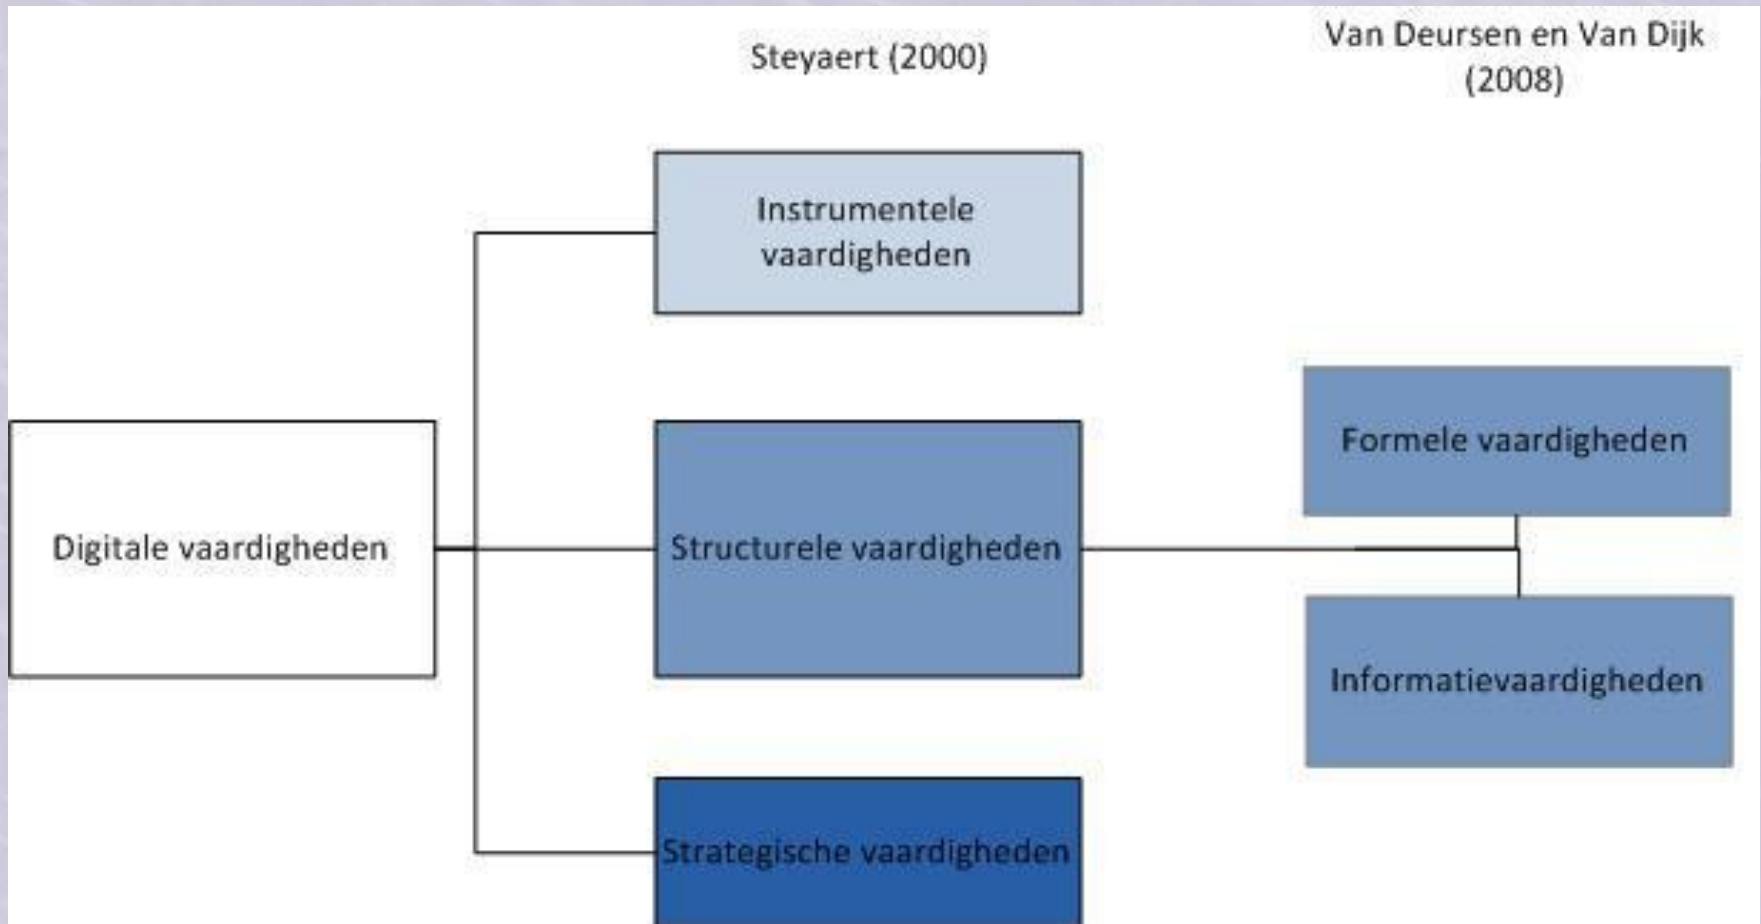 Steyaert (2000)
Van Deursen en Van Dijk
(2008)
Instrumentele
vaardigheden
Formele vaardigheden
Digitale vaardigheden
Structurele vaardigheden
Informatievaardigheden
Strategische vaardigheden